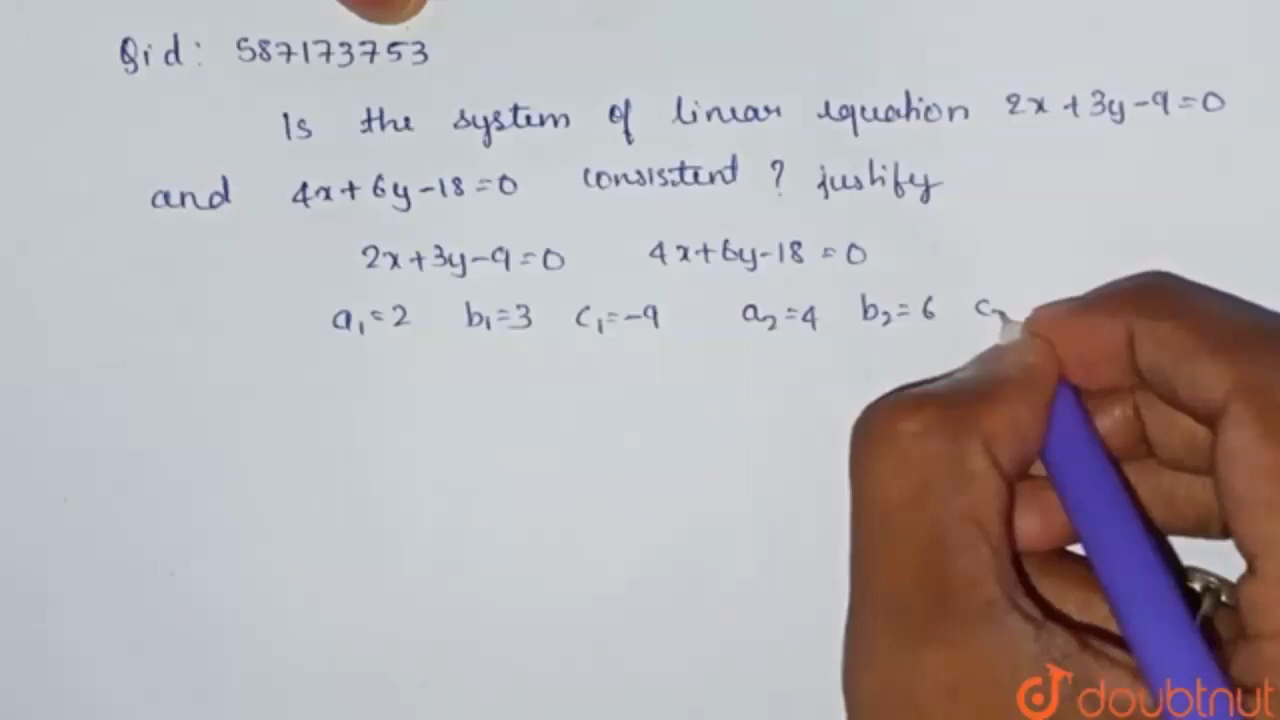 Qid: 587173753
Is the system of linear equation 2x+3y-9=0
and 4x+6y-18=0 consistent? justify
2x+3y-9=0 4x+6y-18=0
a₁=2 b₁=3 c₁=-9 a₂=4 b₂=6 c₂
doubtnut